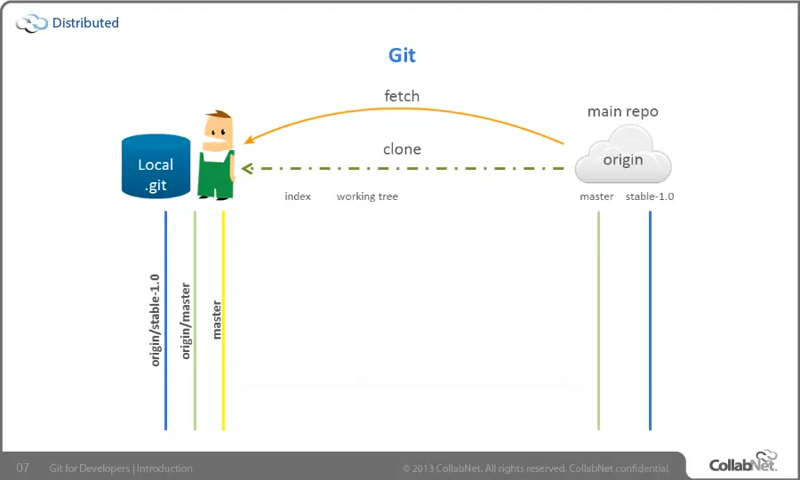 Distributed
Git
fetch
main repo
clone
origin
Local
.git
index working tree
master stable-1.0
origin/stable-1.0
origin/master
master
07 Git for Developers | Introduction © 2013 CollabNet. All rights reserved. CollabNet confidential.
CollabNet.